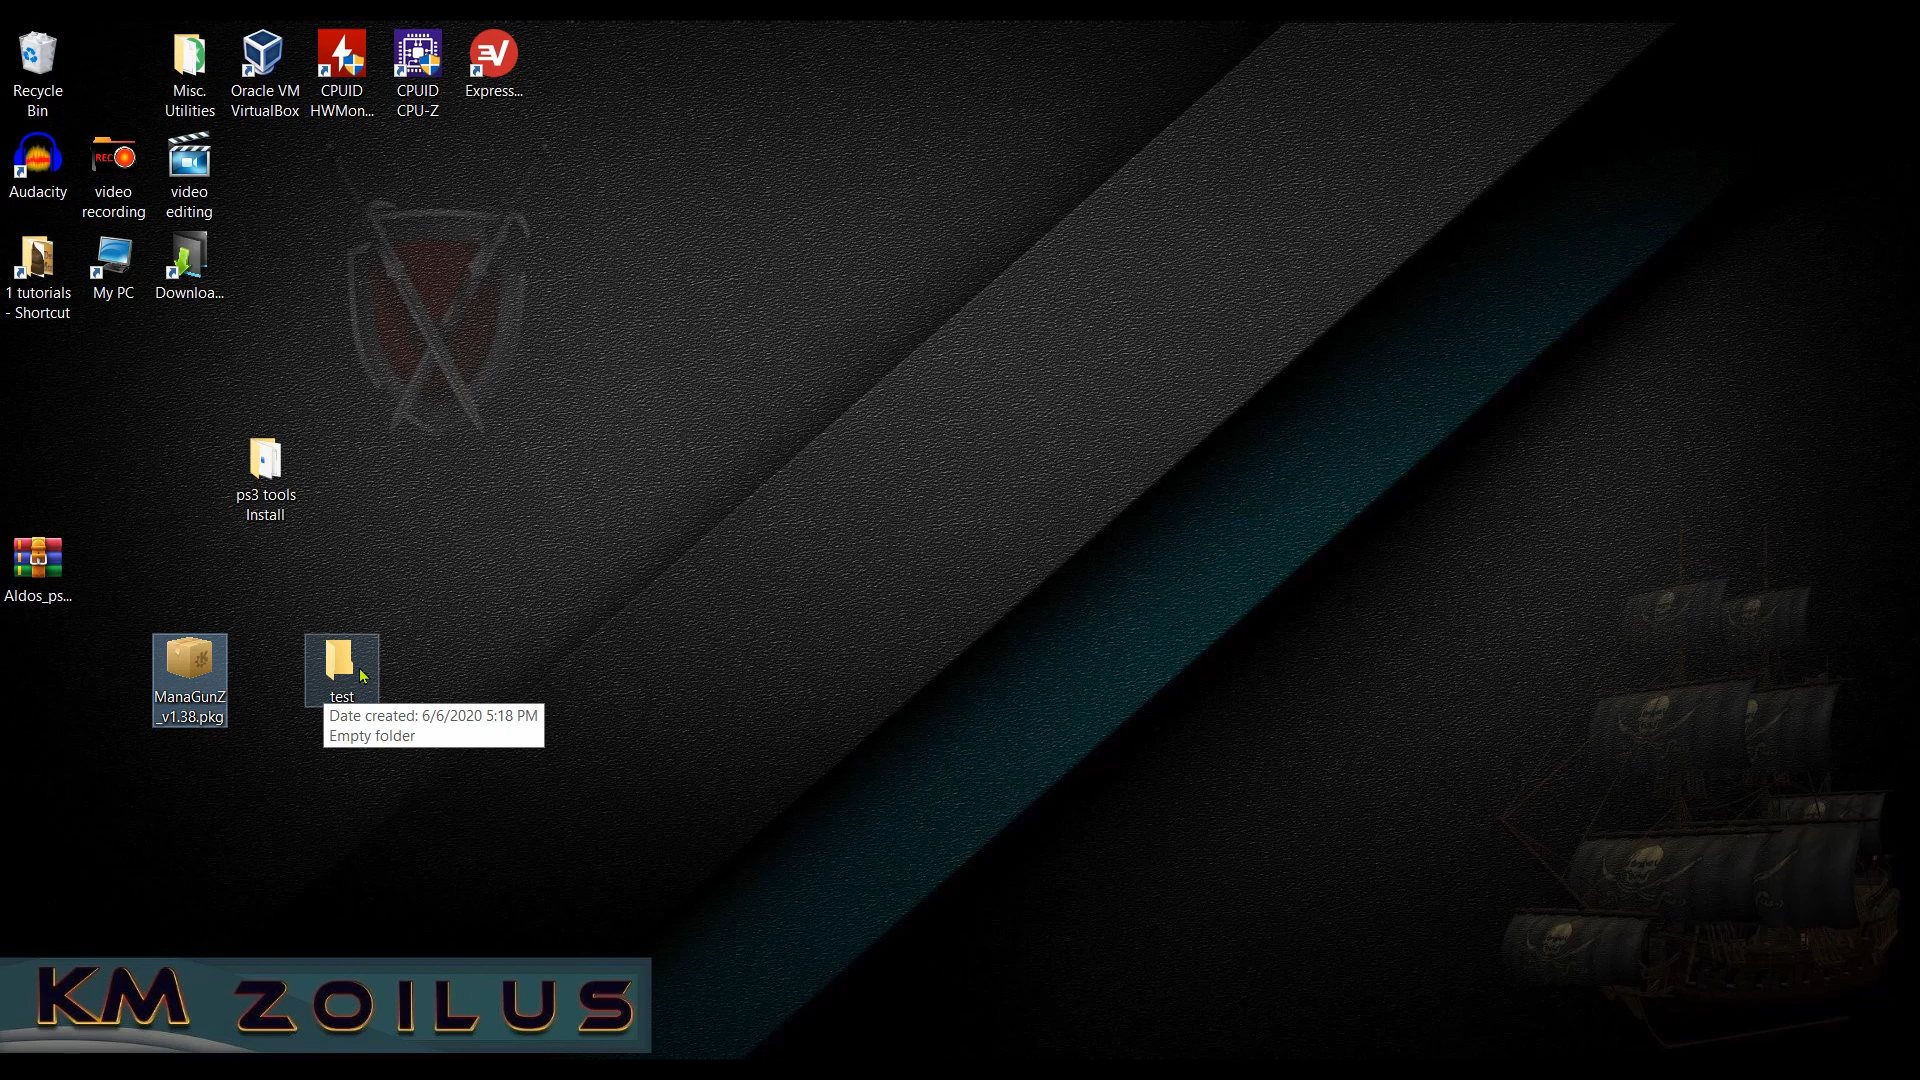 Recycle
Bin
Misc.
Utilities
Oracle VM
VirtualBox
CPUID
HWMon...
CPUID
CPU-Z
EV
Express...
Audacity
REC
video
recording
video
editing
1 tutorials
- Shortcut
My PC
Downloa...
ps3 tools
Install
Aldos_ps...
ManaGunZ
_v1.38.pkg
test
Date created: 6/6/2020 5:18 PM
Empty folder
KM ZOILUS